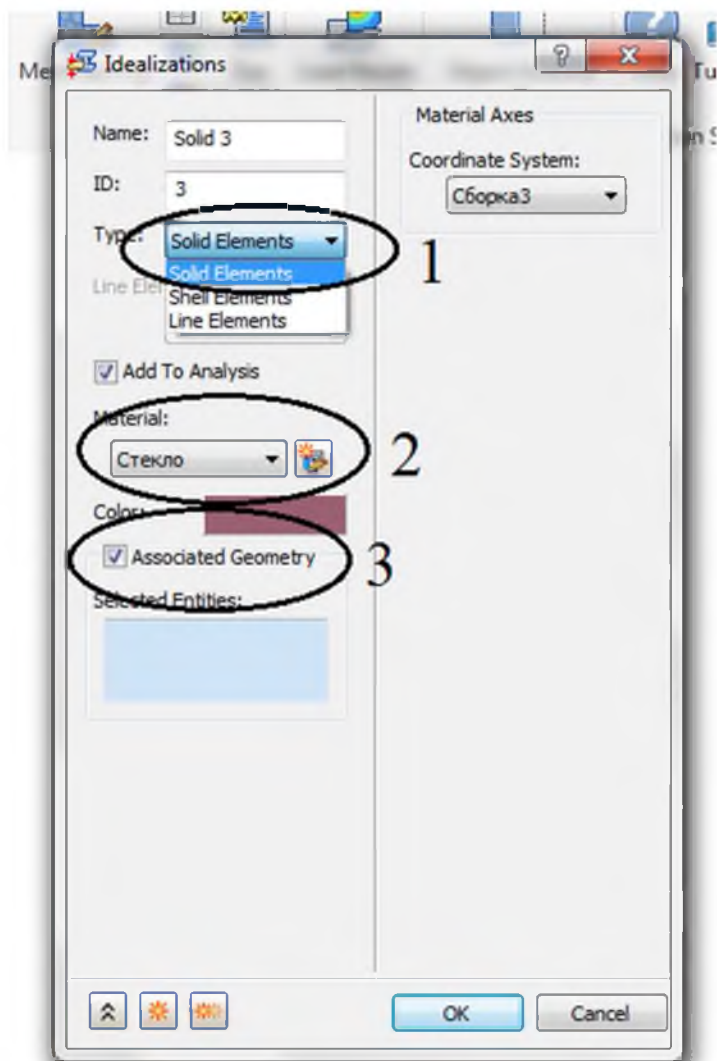 Idealizations
Name:
Solid 3
ID:
3
Type:
Solid Elements
1
Solid Elements
Shell Elements
Line Elements
Add To Analysis
Material:
Стекло
2
Color:
Associated Geometry
3
Selected Entities:
Material Axes
Coordinate System:
Сборка3
OK
Cancel